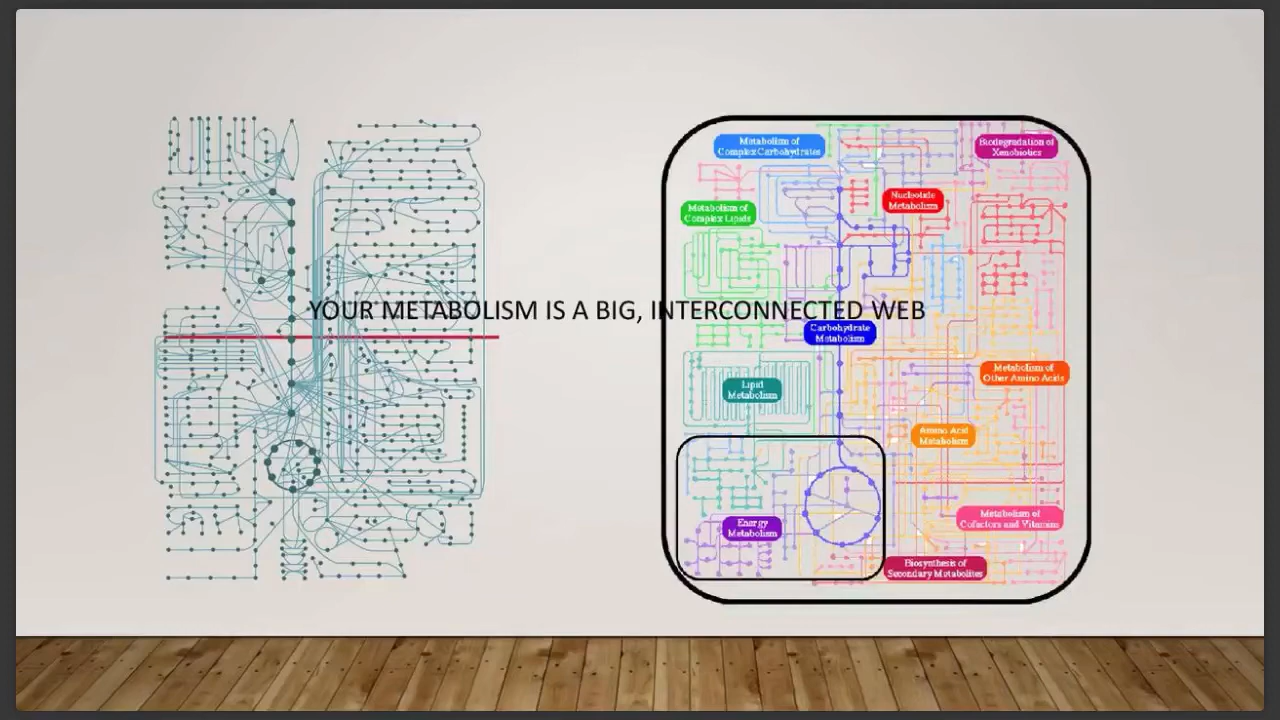 Metabolism of
Complex Carbohydrates
Biodegradation of
Xenobiotics
Nucleotide
Metabolism
Metabolism of
Complex Lipids
YOUR METABOLISM IS A BIG, INTERCONNECTED WEB
Carbohydrate
Metabolism
Metabolism of
Other Amino Acids
Lipid
Metabolism
Amino Acid
Metabolism
Metabolism of
Cofactors and Vitamins
Energy
Metabolism
Biosynthesis of
Secondary Metabolites